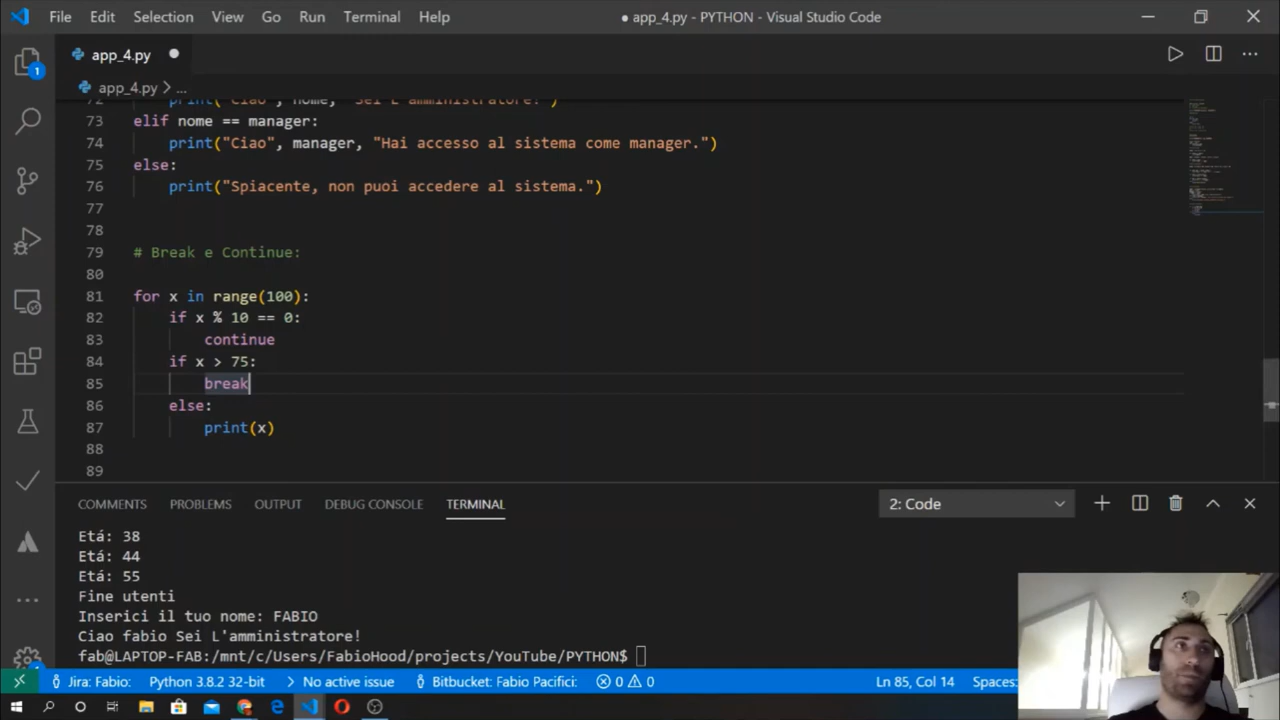 File Edit Selection View Go Run Terminal Help
● app_4.py - PYTHON - Visual Studio Code
app_4.py
1
app_4.py > ...
72 print("Ciao", nome, "Sei L'amministratore!")
73 elif nome == manager:
74 print("Ciao", manager, "Hai accesso al sistema come manager.")
75 else:
76 print("Spiacente, non puoi accedere al sistema.")
77
78
79 # Break e Continue:
80
81 for x in range(100):
82 if x % 10 == 0:
83 continue
84 if x > 75:
85 break
86 else:
87 print(x)
88
89
COMMENTS PROBLEMS OUTPUT DEBUG CONSOLE TERMINAL 2: Code
Etá: 38
Etá: 44
Etá: 55
Fine utenti
Inserici il tuo nome: FABIO
Ciao fabio Sei L'amministratore!
fab@LAPTOP-FAB:/mnt/c/Users/FabioHood/projects/YouTube/PYTHON$
Jira: Fabio: Python 3.8.2 32-bit No active issue Bitbucket: Fabio Pacifici: 0 0 Ln 85, Col 14 Spaces: